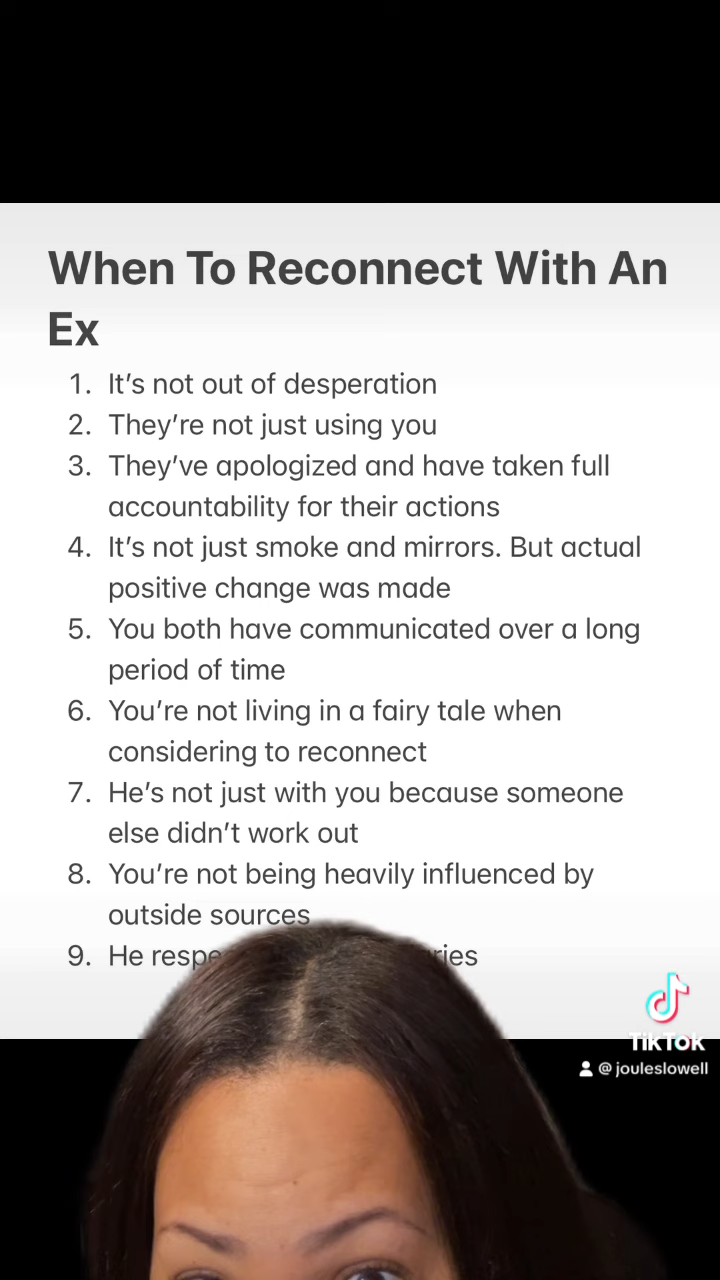 When To Reconnect With An
Ex
1. It’s not out of desperation
2. They’re not just using you
3. They’ve apologized and have taken full
accountability for their actions
4. It’s not just smoke and mirrors. But actual
positive change was made
5. You both have communicated over a long
period of time
6. You’re not living in a fairy tale when
considering to reconnect
7. He’s not just with you because someone
else didn’t work out
8. You’re not being heavily influenced by
outside sources
9. He
TikTok
@jouleslowell